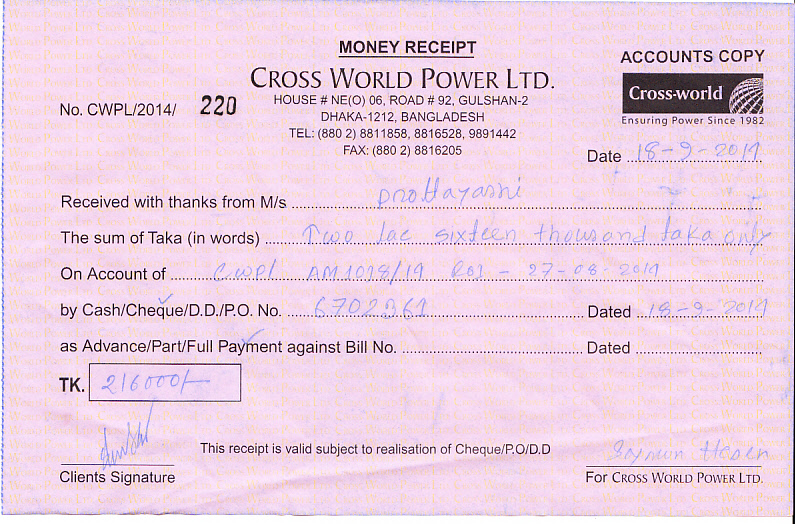 MONEY RECEIPT
ACCOUNTS COPY
CROSS WORLD POWER LTD.
Cross-world
Ensuring Power Since 1982
HOUSE # NE(O) 06, ROAD # 92, GULSHAN-2
No. CWPL/2014/ 220
DHAKA-1212, BANGLADESH
TEL: (880 2) 8811858, 8816528, 9891442
FAX: (880 2) 8816205
Date 18-9-2014
Received with thanks from M/s Prottayashi
The sum of Taka (in words) Two lac sixteen thousand taka only
On Account of CWPL AM1018/14 R01 - 27-08-2014
by Cash/Cheque/D.D./P.O. No. 6702361 Dated 18-9-2014
as Advance/Part/Full Payment against Bill No. Dated
TK. 216000/-
This receipt is valid subject to realisation of Cheque/P.O/D.D
Clients Signature
For CROSS WORLD POWER LTD.